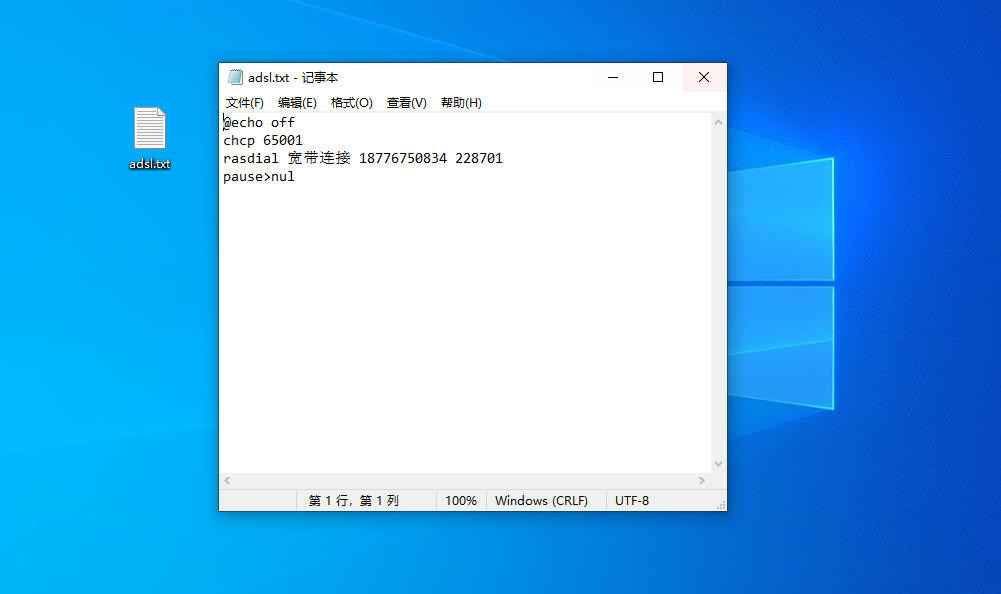 adsl.txt
adsl.txt - 记事本
文件(F) 编辑(E) 格式(O) 查看(V) 帮助(H)
@echo off
chcp 65001
rasdial 宽带连接 18776750834 228701
pause>nul
第 1 行，第 1 列 100% Windows (CRLF) UTF-8